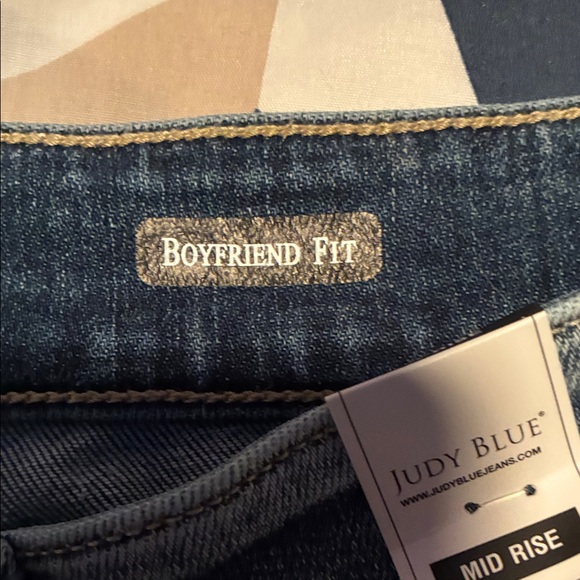 BOYFRIEND FIT
JUDY BLUE®
WWW.JUDYBLUEJEANS.COM
MID RISE